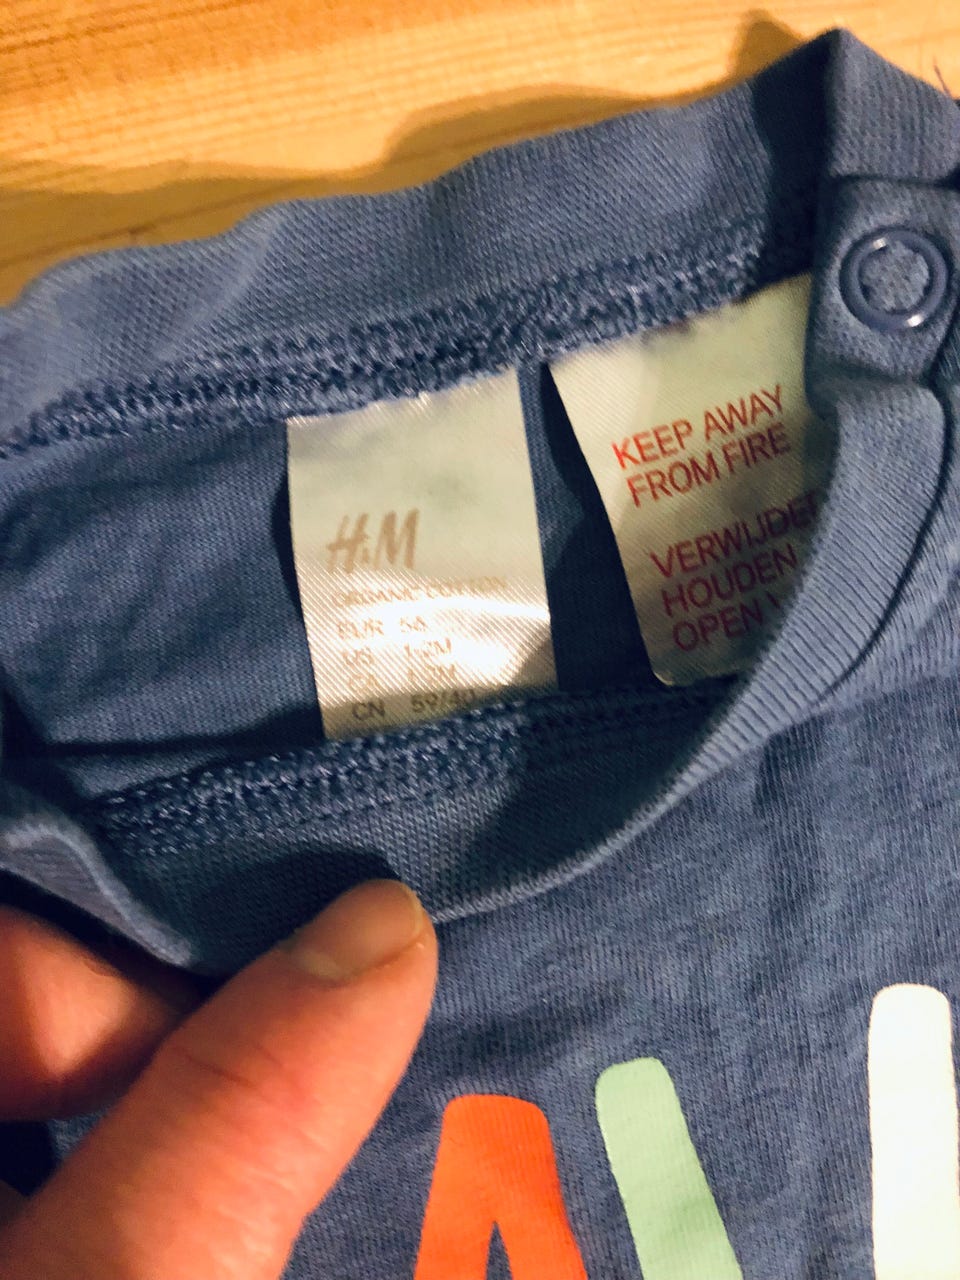 H&M
ORGANIC COTTON
EUR 56
US 1-2M
CA 1-2M
CN 59/40
KEEP AWAY
FROM FIRE
HOUDEN
OPEN